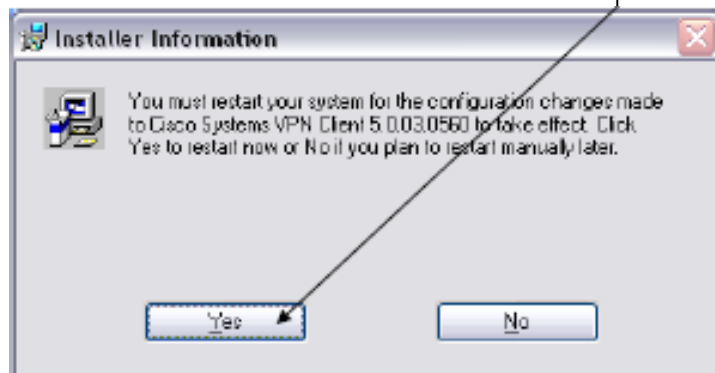 Installer Information
You must restart your system for the configuration changes made
to Cisco Systems VPN Client 5.0.03.0560 to take effect. Click
Yes to restart now or No if you plan to restart manually later.
Yes
No